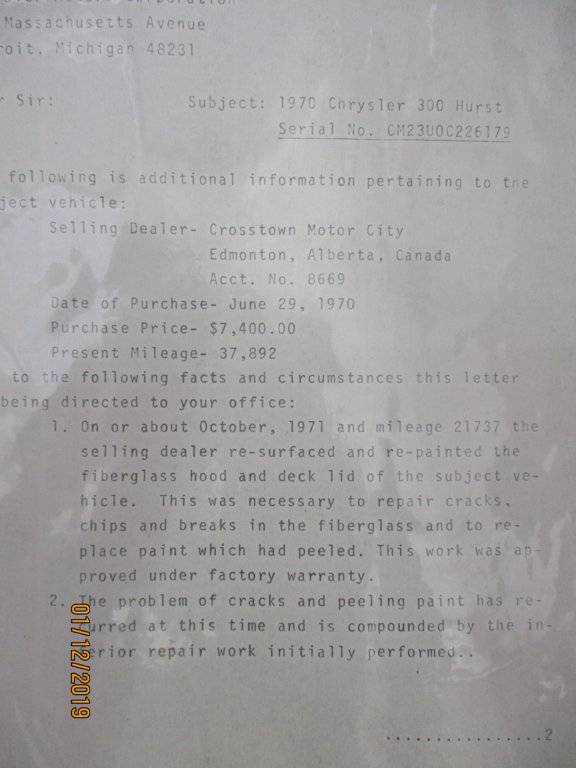 Massachusetts Avenue
roit, Michigan 48231
r Sir: Subject: 1970 Chrysler 300 Hurst
Serial No. CM23U0C226179
following is additional information pertaining to the
ject vehicle:
Selling Dealer- Crosstown Motor City
Edmonton, Alberta, Canada
Acct. No. 8669
Date of Purchase- June 29, 1970
Purchase Price- $7,400.00
Present Mileage- 37,892
to the following facts and circumstances this letter
being directed to your office:
1. On or about October, 1971 and mileage 21737 the
selling dealer re-surfaced and re-painted the
fiberglass hood and deck lid of the subject ve-
hicle. This was necessary to repair cracks,
chips and breaks in the fiberglass and to re-
place paint which had peeled. This work was ap-
proved under factory warranty.
2. The problem of cracks and peeling paint has re-
curred at this time and is compounded by the in-
ferior repair work initially performed..
................2
01/12/2019